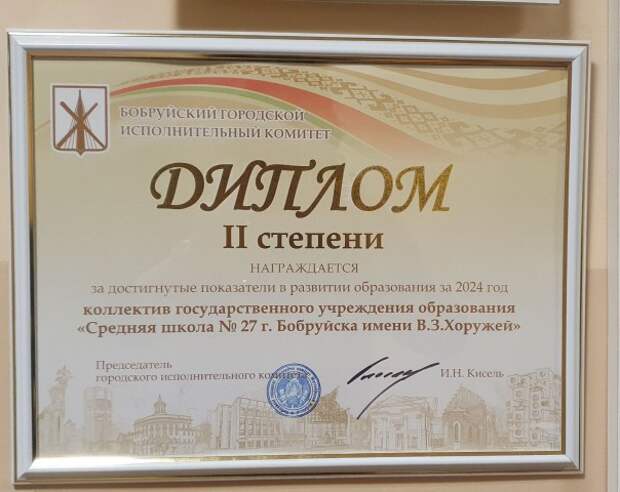 БОБРУЙСКИЙ ГОРОДСКОЙ
ИСПОЛНИТЕЛЬНЫЙ КОМИТЕТ
ДИПЛОМ
II степени
НАГРАЖДАЕТСЯ
за достигнутые показатели в развитии образования за 2024 год
коллектив государственного учреждения образования
«Средняя школа № 27 г. Бобруйска имени В.З.Хоружей»
Председатель
городского исполнительного комитета
И.Н. Кисель